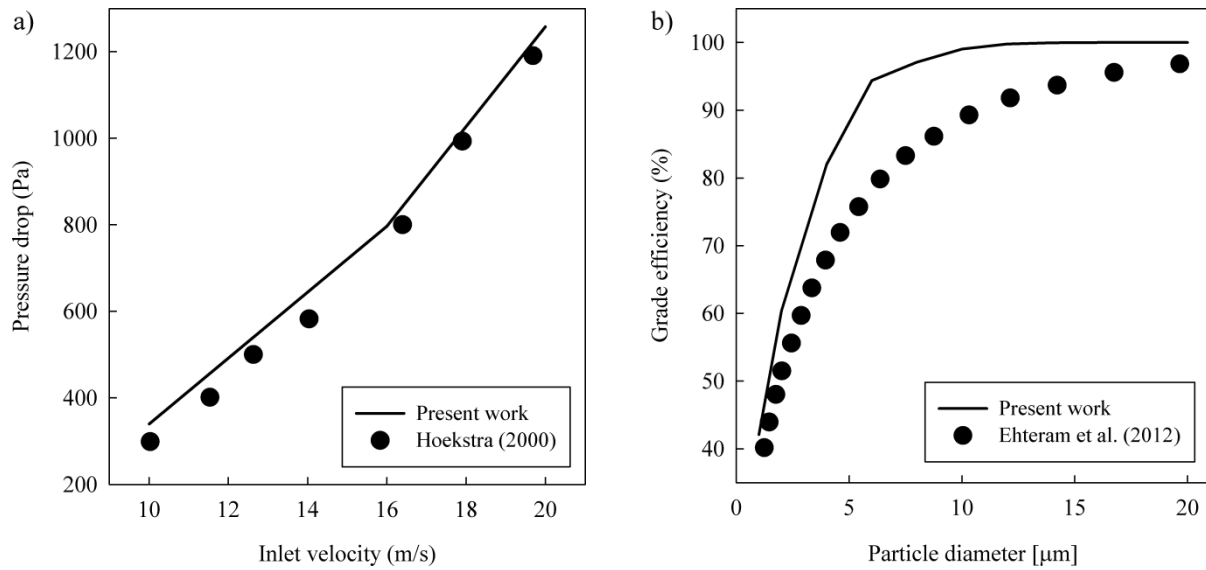 a)
Pressure drop (Pa)
1200
1000
800
600
400
200
10
12
14
16
18
20
Inlet velocity (m/s)
Present work
Hoekstra (2000)
b)
Grade efficiency (%)
100
90
80
70
60
50
40
0
5
10
15
20
Particle diameter [μm]
Present work
Ehteram et al. (2012)